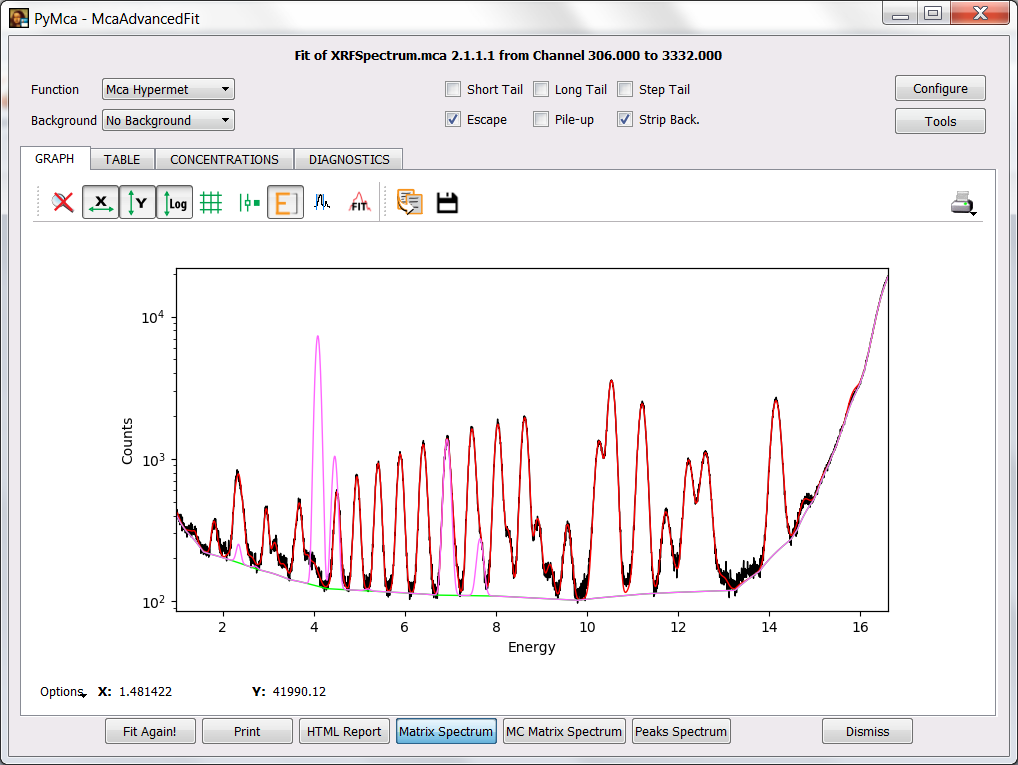 PyMca - McaAdvancedFit
Fit of XRFSpectrum.mca 2.1.1.1 from Channel 306.000 to 3332.000
Function Mca Hypermet Short Tail Long Tail Step Tail Configure
Background No Background Escape Pile-up Strip Back. Tools
GRAPH TABLE CONCENTRATIONS DIAGNOSTICS
X Y Log E FIT
10^4
10^3
10^2
Counts
2 4 6 8 10 12 14 16
Energy
Options X: 1.481422 Y: 41990.12
Fit Again! Print HTML Report Matrix Spectrum MC Matrix Spectrum Peaks Spectrum Dismiss